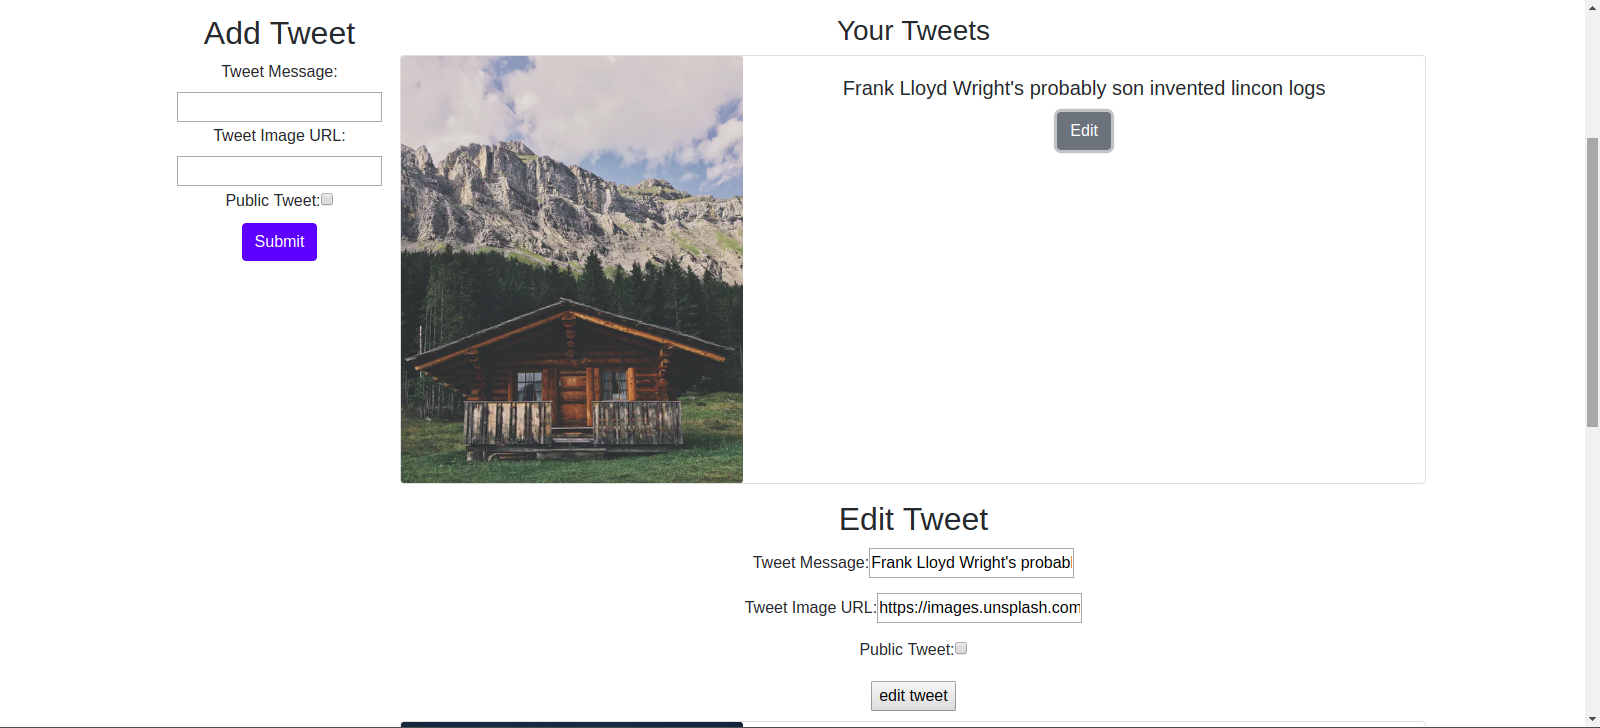 Add Tweet
Tweet Message:
Tweet Image URL:
Public Tweet:
Submit
Your Tweets
Frank Lloyd Wright's probably son invented lincon logs
Edit
Edit Tweet
Tweet Message: Frank Lloyd Wright's probabl
Tweet Image URL: https://images.unsplash.com
Public Tweet:
edit tweet